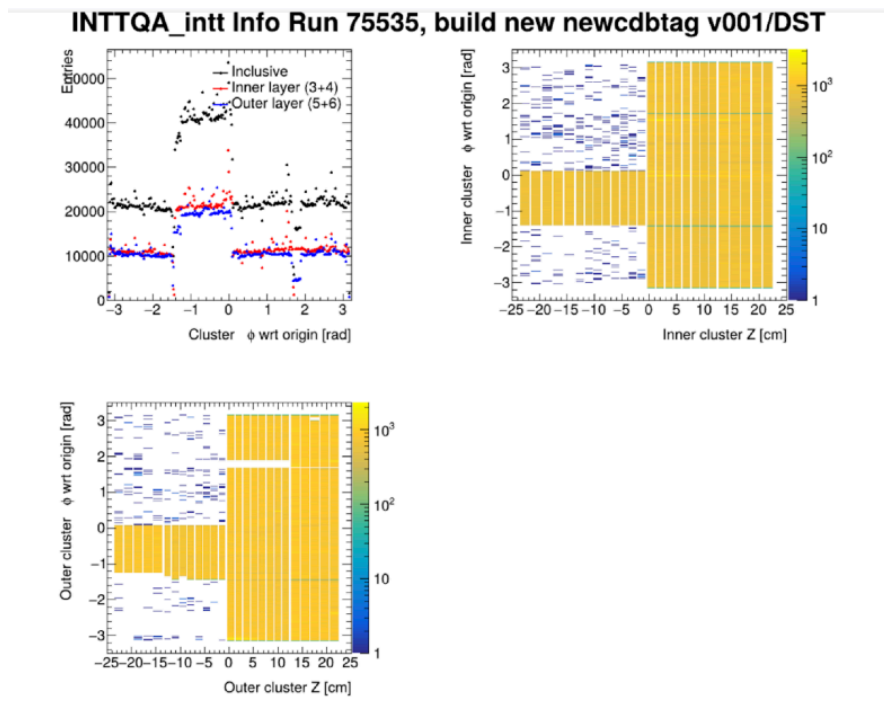 INTTQA_intt Info Run 75535, build new newcdbtag v001/DST
Entries
50000
40000
30000
20000
10000
0
Inclusive
Inner layer (3+4)
Outer layer (5+6)
−3 −2 −1 0 1 2 3
Cluster ϕ wrt origin [rad]
Inner cluster ϕ wrt origin [rad]
3
2
1
0
−1
−2
−3
−25 −20 −15 −10 −5 0 5 10 15 20 25
Inner cluster Z [cm]
10³
10²
10
1
Outer cluster ϕ wrt origin [rad]
3
2
1
0
−1
−2
−3
−25 −20 −15 −10 −5 0 5 10 15 20 25
Outer cluster Z [cm]
10³
10²
10
1